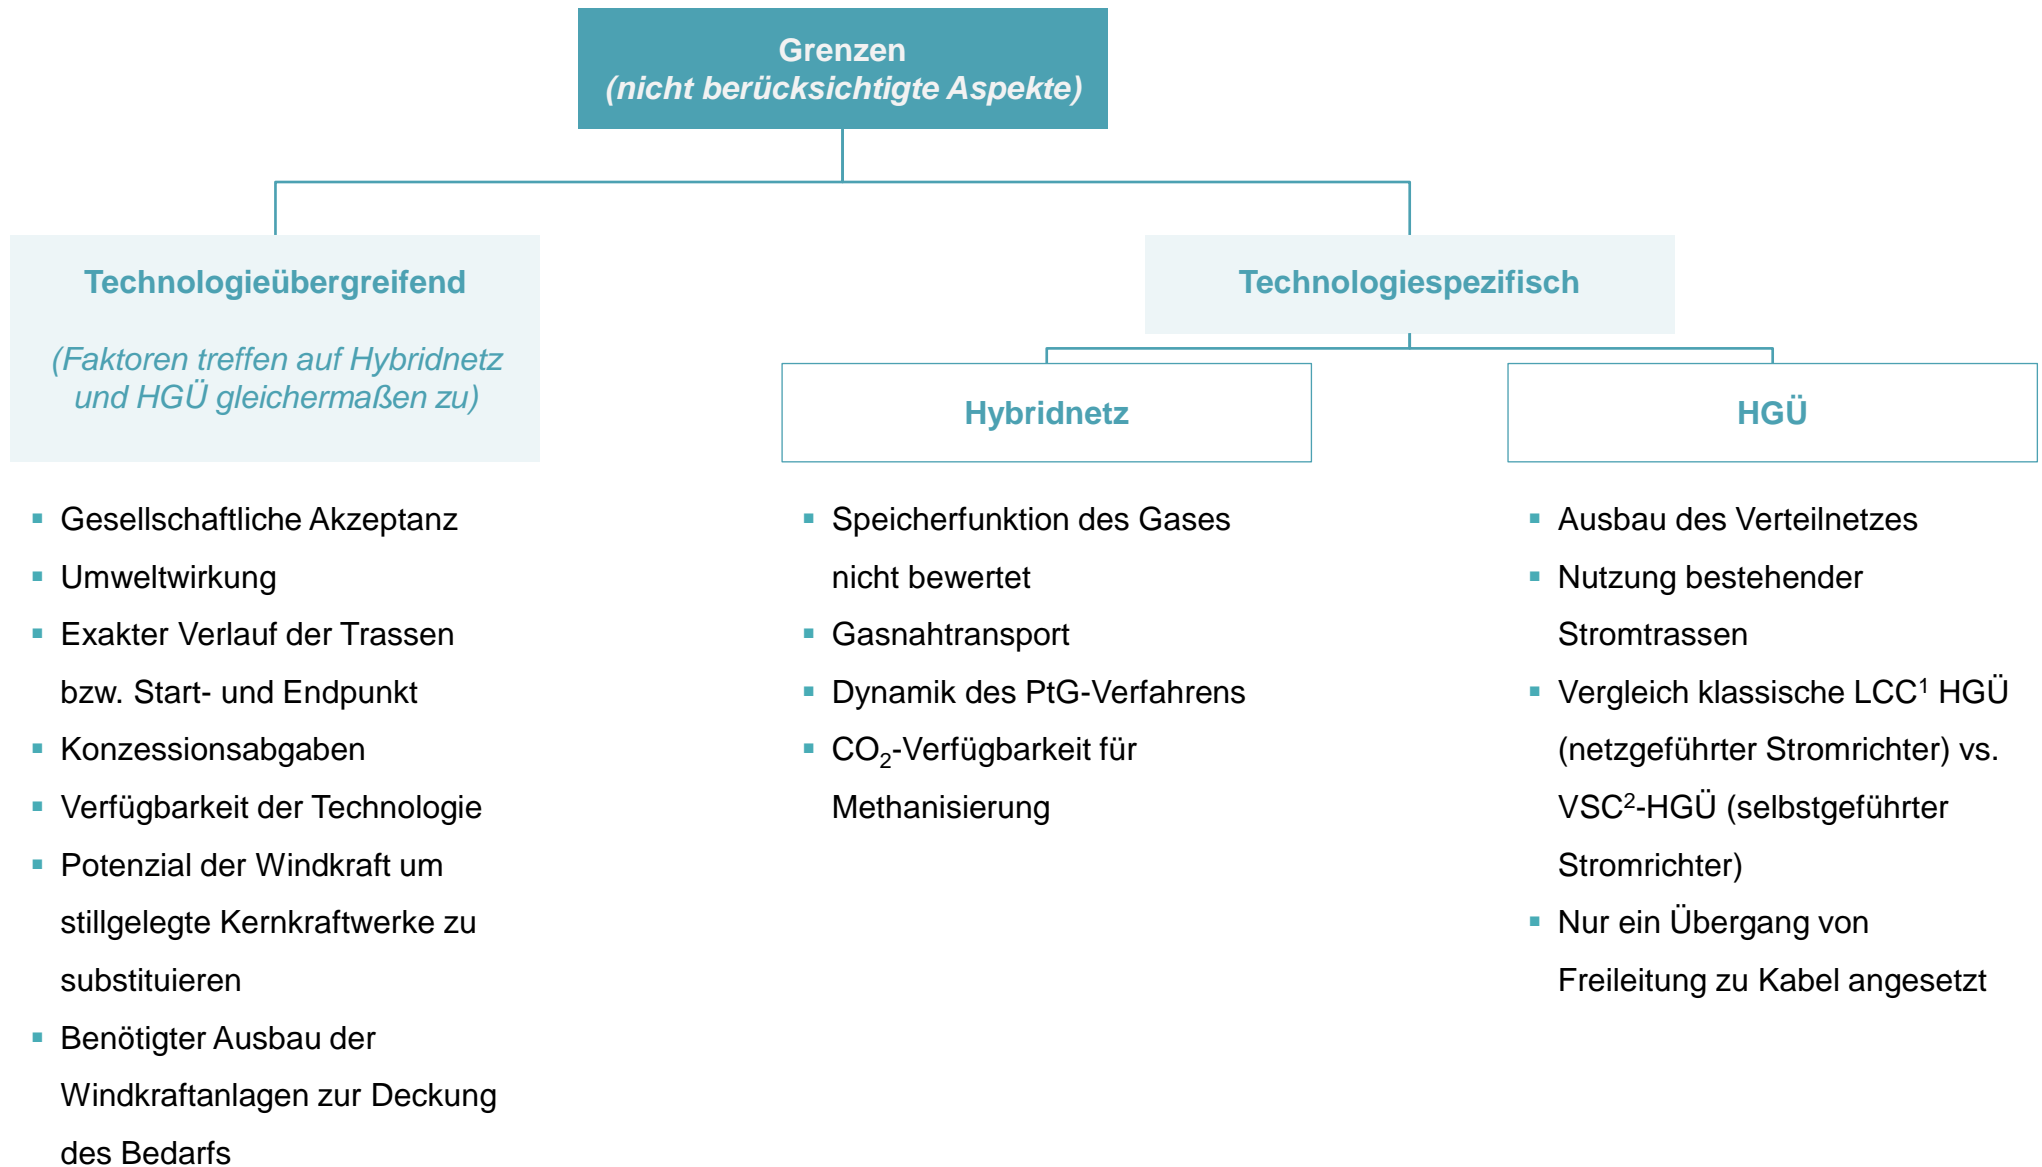 Grenzen
(nicht berücksichtigte Aspekte)
Technologieübergreifend
(Faktoren treffen auf Hybridnetz
und HGÜ gleichermaßen zu)
Technologiespezifisch
Hybridnetz
HGÜ
▪ Gesellschaftliche Akzeptanz
▪ Umweltwirkung
▪ Exakter Verlauf der Trassen
bzw. Start- und Endpunkt
▪ Konzessionsabgaben
▪ Verfügbarkeit der Technologie
▪ Potenzial der Windkraft um
stillgelegte Kernkraftwerke zu
substituieren
▪ Benötigter Ausbau der
Windkraftanlagen zur Deckung
des Bedarfs
▪ Speicherfunktion des Gases
nicht bewertet
▪ Gasnahtransport
▪ Dynamik des PtG-Verfahrens
▪ CO₂-Verfügbarkeit für
Methanisierung
▪ Ausbau des Verteilnetzes
▪ Nutzung bestehender
Stromtrassen
▪ Vergleich klassische LCC¹ HGÜ
(netzgeführter Stromrichter) vs.
VSC²-HGÜ (selbstgeführter
Stromrichter)
▪ Nur ein Übergang von
Freileitung zu Kabel angesetzt